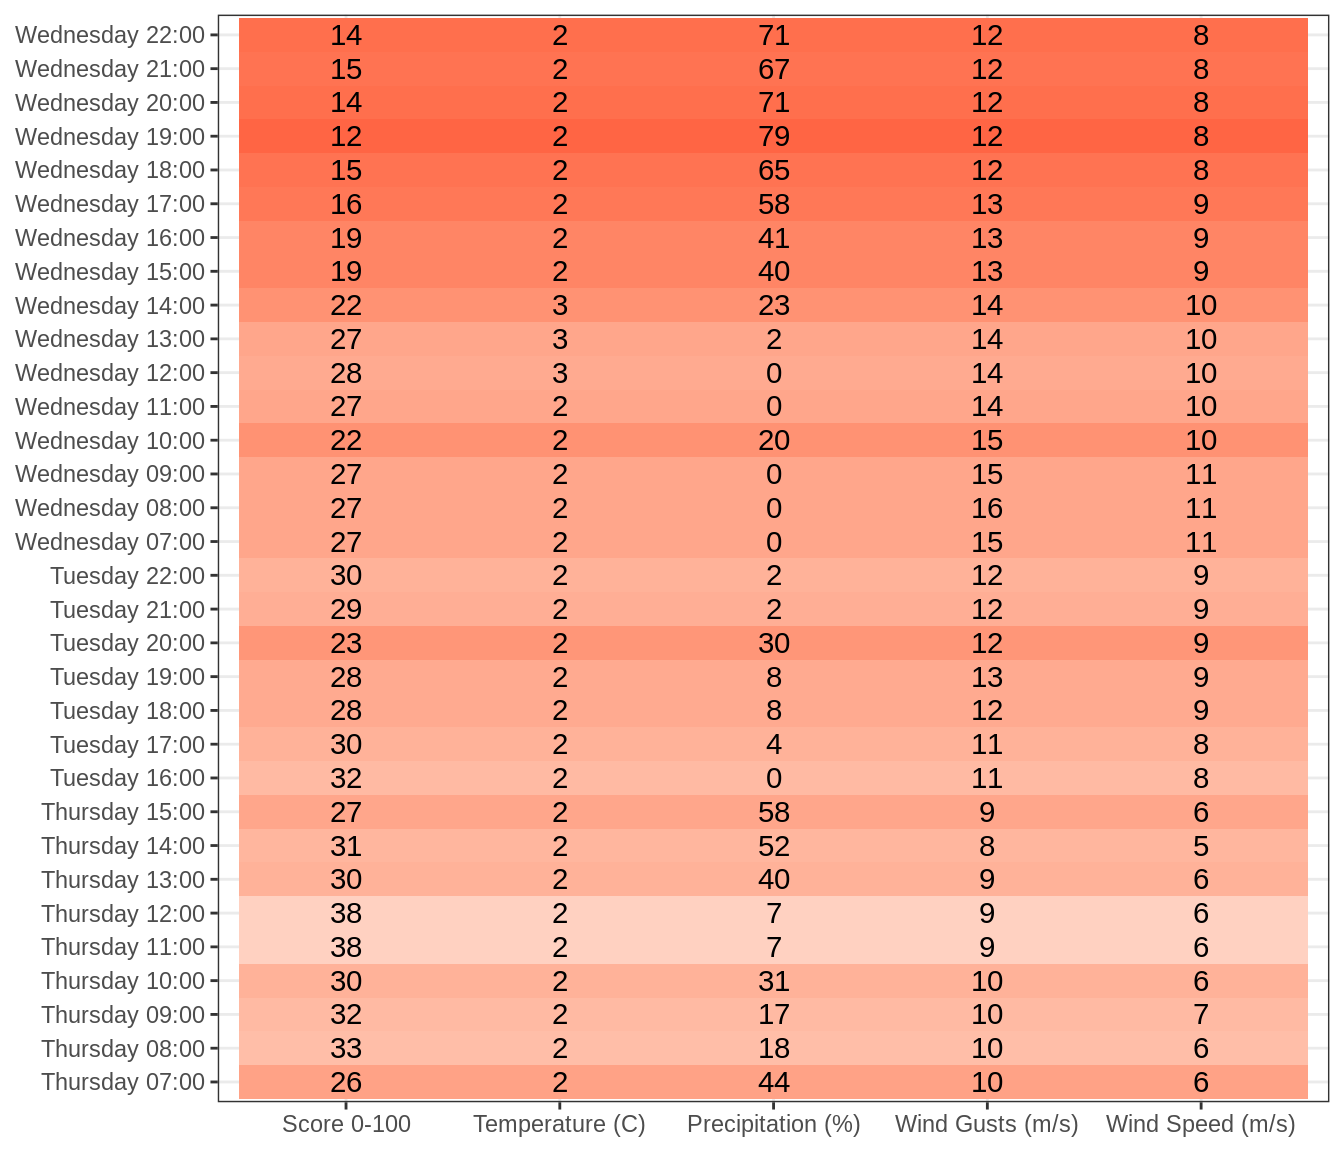 Wednesday 22:00 14 2 71 12 8
Wednesday 21:00 15 2 67 12 8
Wednesday 20:00 14 2 71 12 8
Wednesday 19:00 12 2 79 12 8
Wednesday 18:00 15 2 65 12 8
Wednesday 17:00 16 2 58 13 9
Wednesday 16:00 19 2 41 13 9
Wednesday 15:00 19 2 40 13 9
Wednesday 14:00 22 3 23 14 10
Wednesday 13:00 27 3 2 14 10
Wednesday 12:00 28 3 0 14 10
Wednesday 11:00 27 2 0 14 10
Wednesday 10:00 22 2 20 15 10
Wednesday 09:00 27 2 0 15 11
Wednesday 08:00 27 2 0 16 11
Wednesday 07:00 27 2 0 15 11
Tuesday 22:00 30 2 2 12 9
Tuesday 21:00 29 2 2 12 9
Tuesday 20:00 23 2 30 12 9
Tuesday 19:00 28 2 8 13 9
Tuesday 18:00 28 2 8 12 9
Tuesday 17:00 30 2 4 11 8
Tuesday 16:00 32 2 0 11 8
Thursday 15:00 27 2 58 9 6
Thursday 14:00 31 2 52 8 5
Thursday 13:00 30 2 40 9 6
Thursday 12:00 38 2 7 9 6
Thursday 11:00 38 2 7 9 6
Thursday 10:00 30 2 31 10 6
Thursday 09:00 32 2 17 10 7
Thursday 08:00 33 2 18 10 6
Thursday 07:00 26 2 44 10 6
Score 0-100 Temperature (C) Precipitation (%) Wind Gusts (m/s) Wind Speed (m/s)